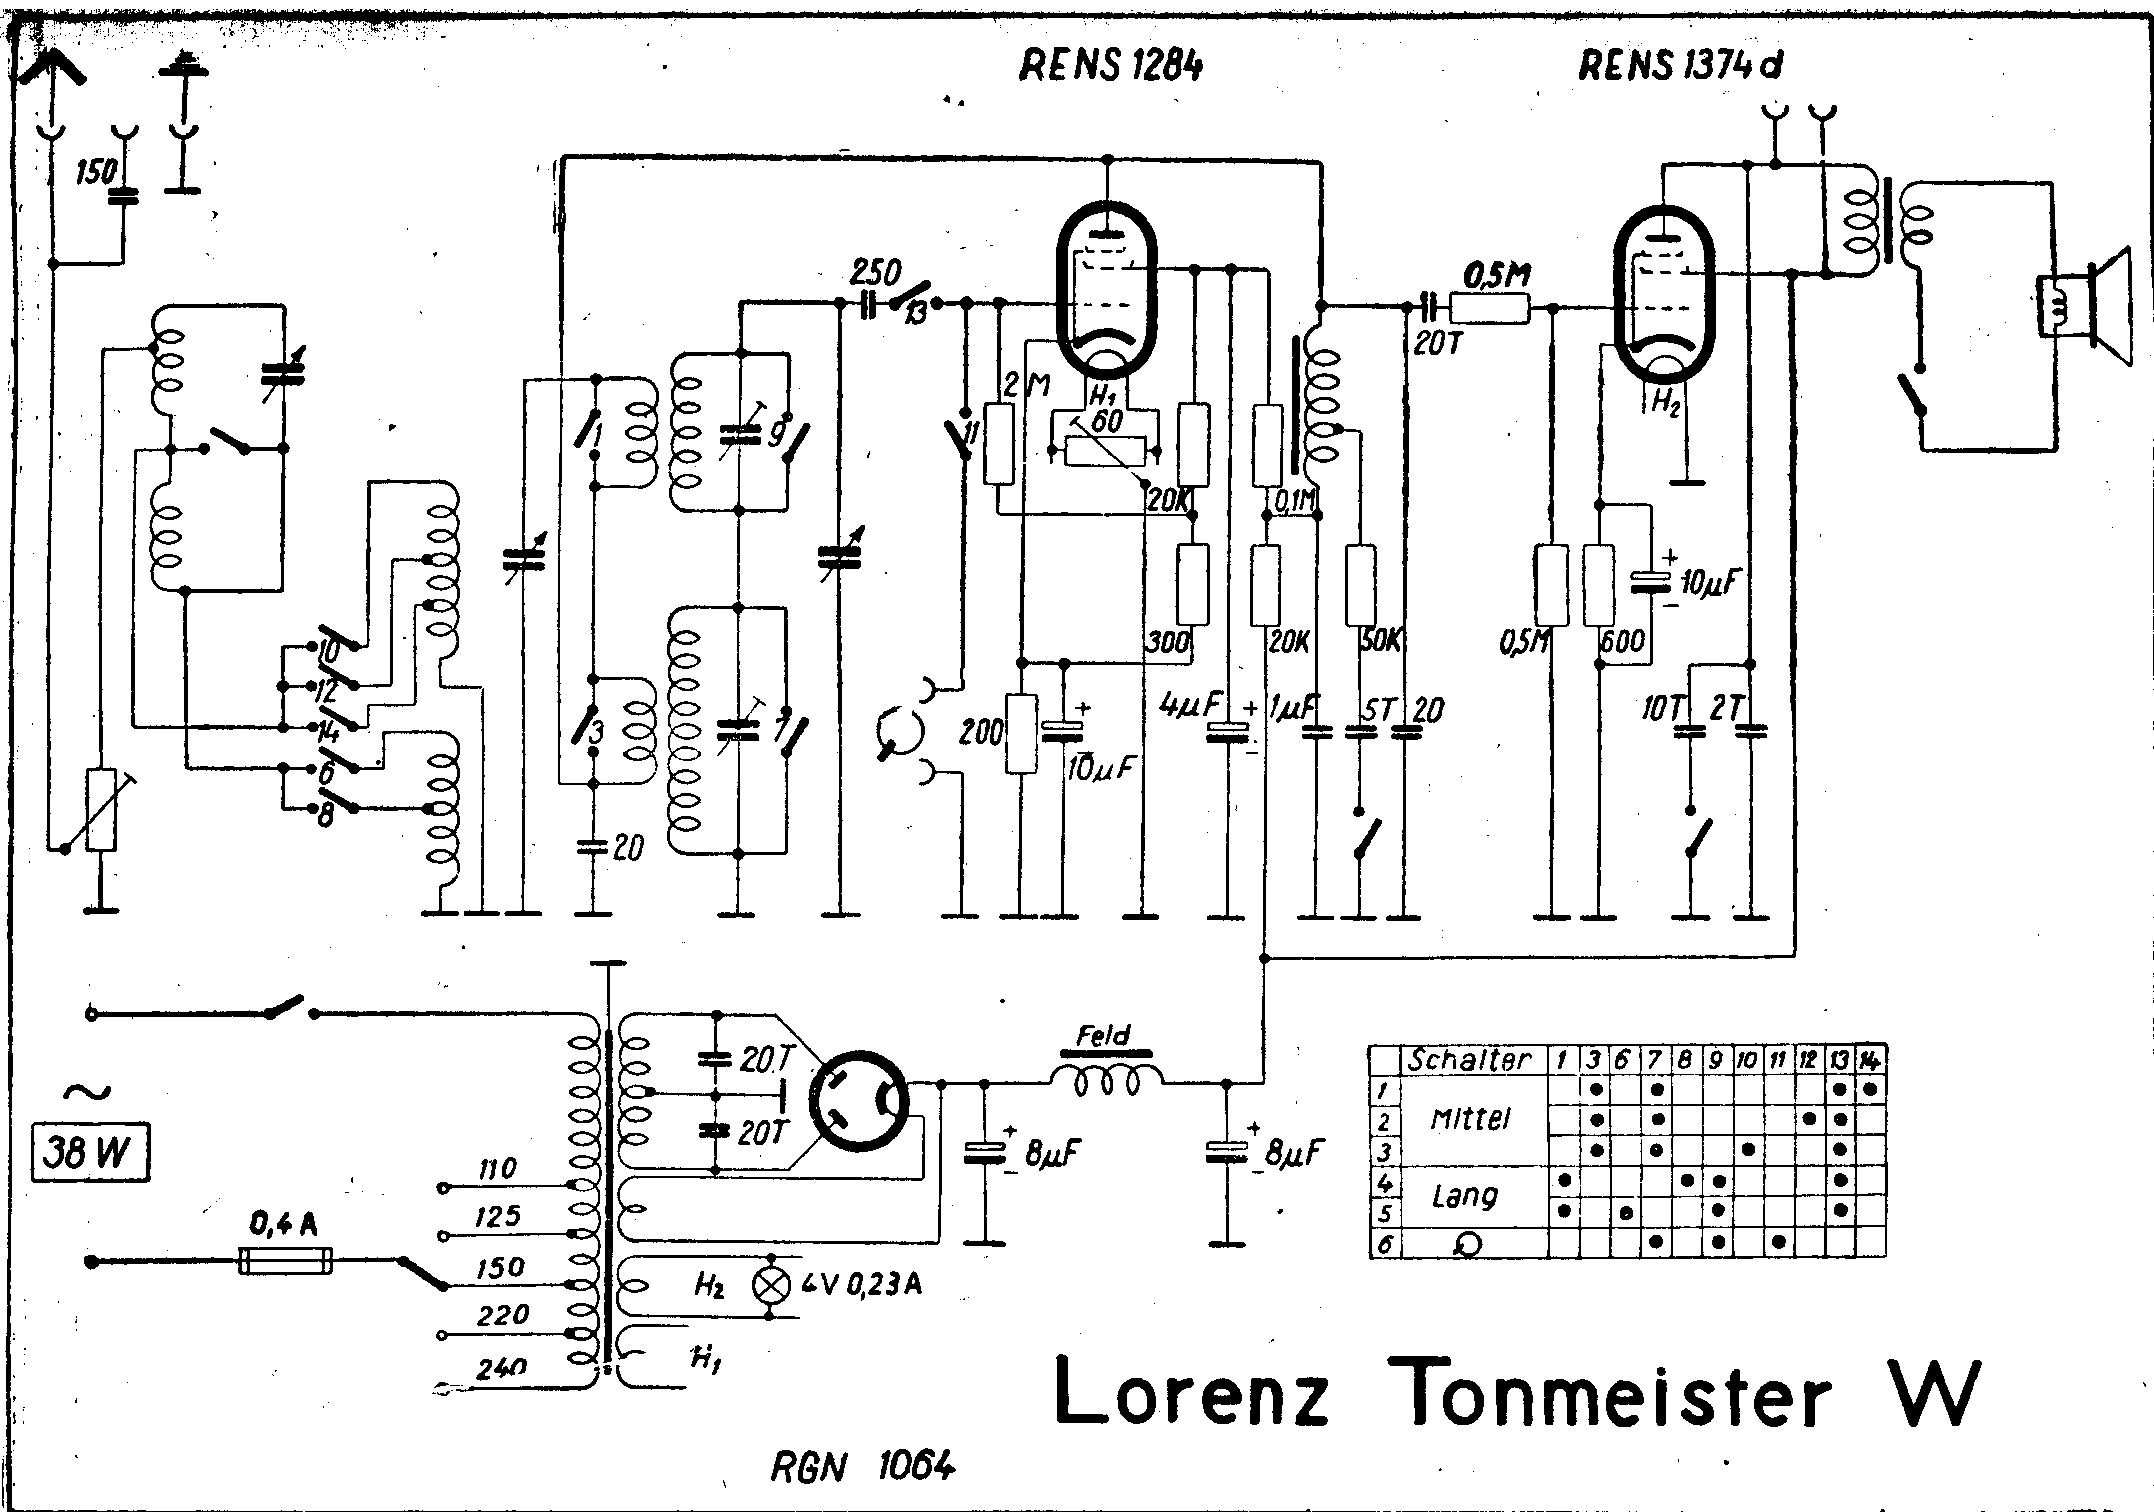 RENS 1284
RENS 1374 d
150
250
13
0,5M
20T
2 M
H1
60
H2
1
9
11
20K
0,1M
10
12
14
6
8
3
7
20
300
20K
50K
0,5M
600
+
10µF
−
200
+
10µF
−
4µF
+
−
1µF
5T
20
10T
2T
~
38 W
0,4 A
110
125
150
220
240
20T
20T
Feld
+
8µF
−
+
8µF
−
H2
4V 0,23A
H1
Schalter 1 3 6 7 8 9 10 11 12 13 14
1
2 Mittel
3
4 Lang
5
6
Lorenz Tonmeister W
RGN 1064